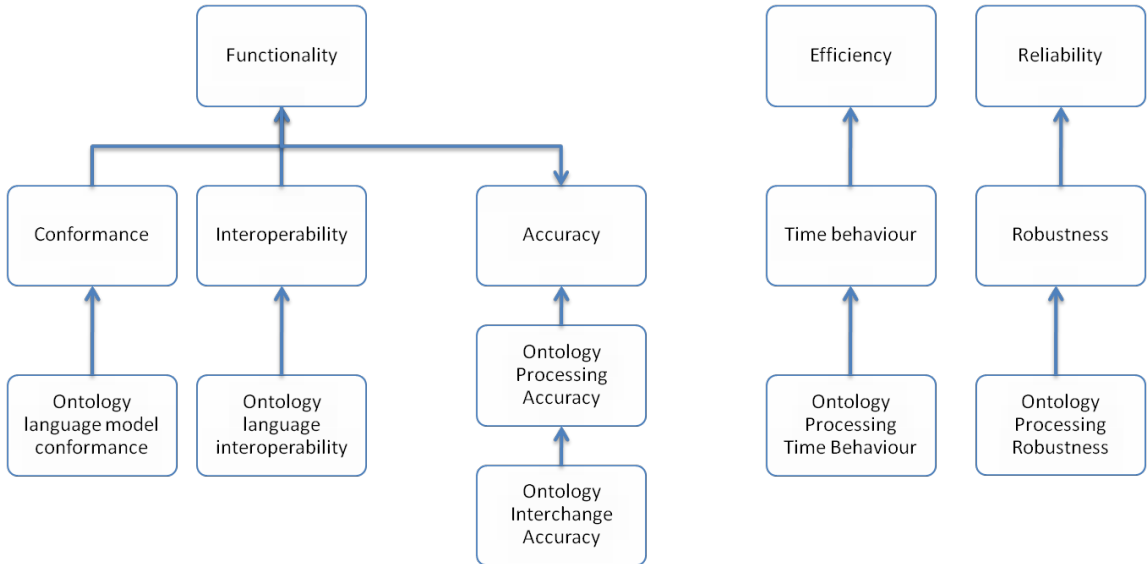 Functionality
Efficiency
Reliability
Conformance
Interoperability
Accuracy
Time behaviour
Robustness
Ontology
Processing
Accuracy
Ontology
language model
conformance
Ontology
language
interoperability
Ontology
Processing
Time Behaviour
Ontology
Processing
Robustness
Ontology
Interchange
Accuracy